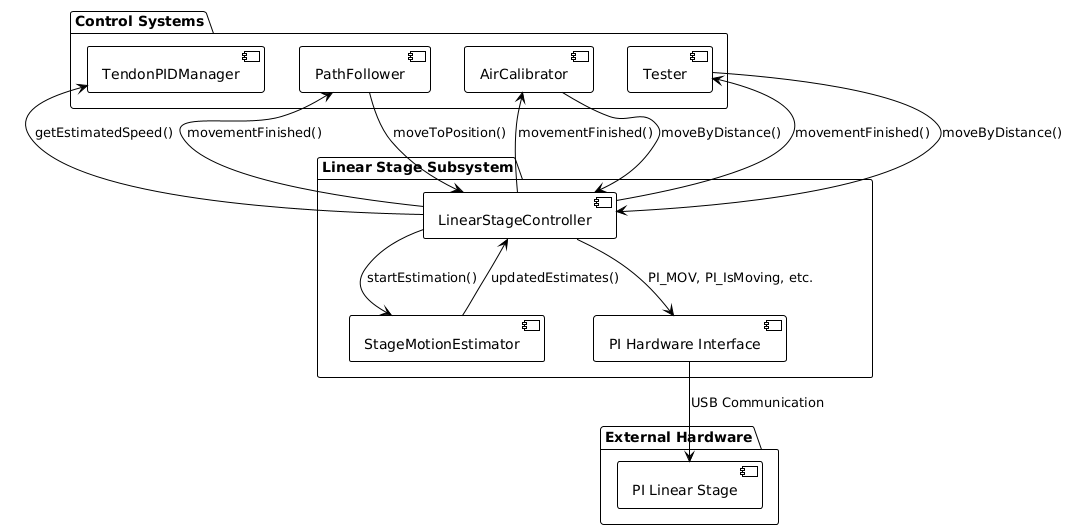 Control Systems
TendonPIDManager
PathFollower
AirCalibrator
Tester
getEstimatedSpeed()
movementFinished()
moveToPosition()
movementFinished()
moveByDistance()
movementFinished()
moveByDistance()
Linear Stage Subsystem
LinearStageController
startEstimation()
updatedEstimates()
PI_MOV, PI_IsMoving, etc.
StageMotionEstimator
PI Hardware Interface
USB Communication
External Hardware
PI Linear Stage